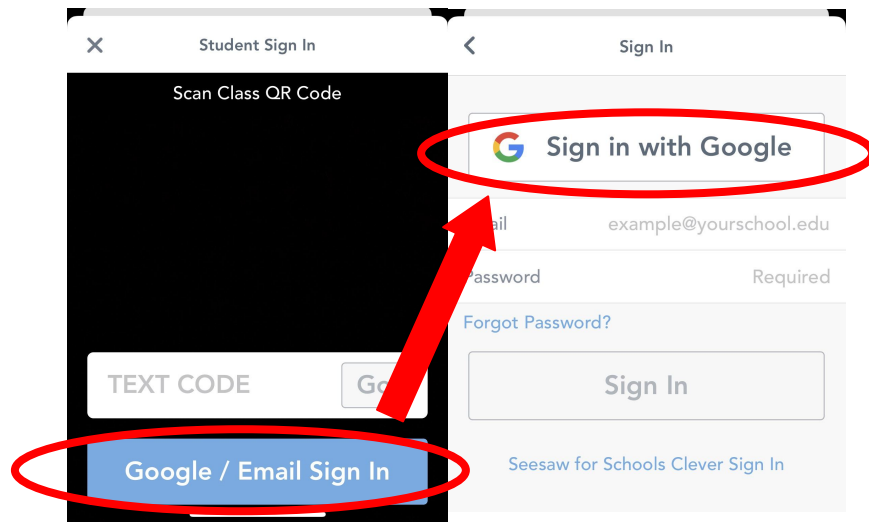 Student Sign In
Scan Class QR Code
TEXT CODE
Google / Email Sign In
Sign In
Sign in with Google
example@yourschool.edu
Required
Forgot Password?
Sign In
Seesaw for Schools Clever Sign In